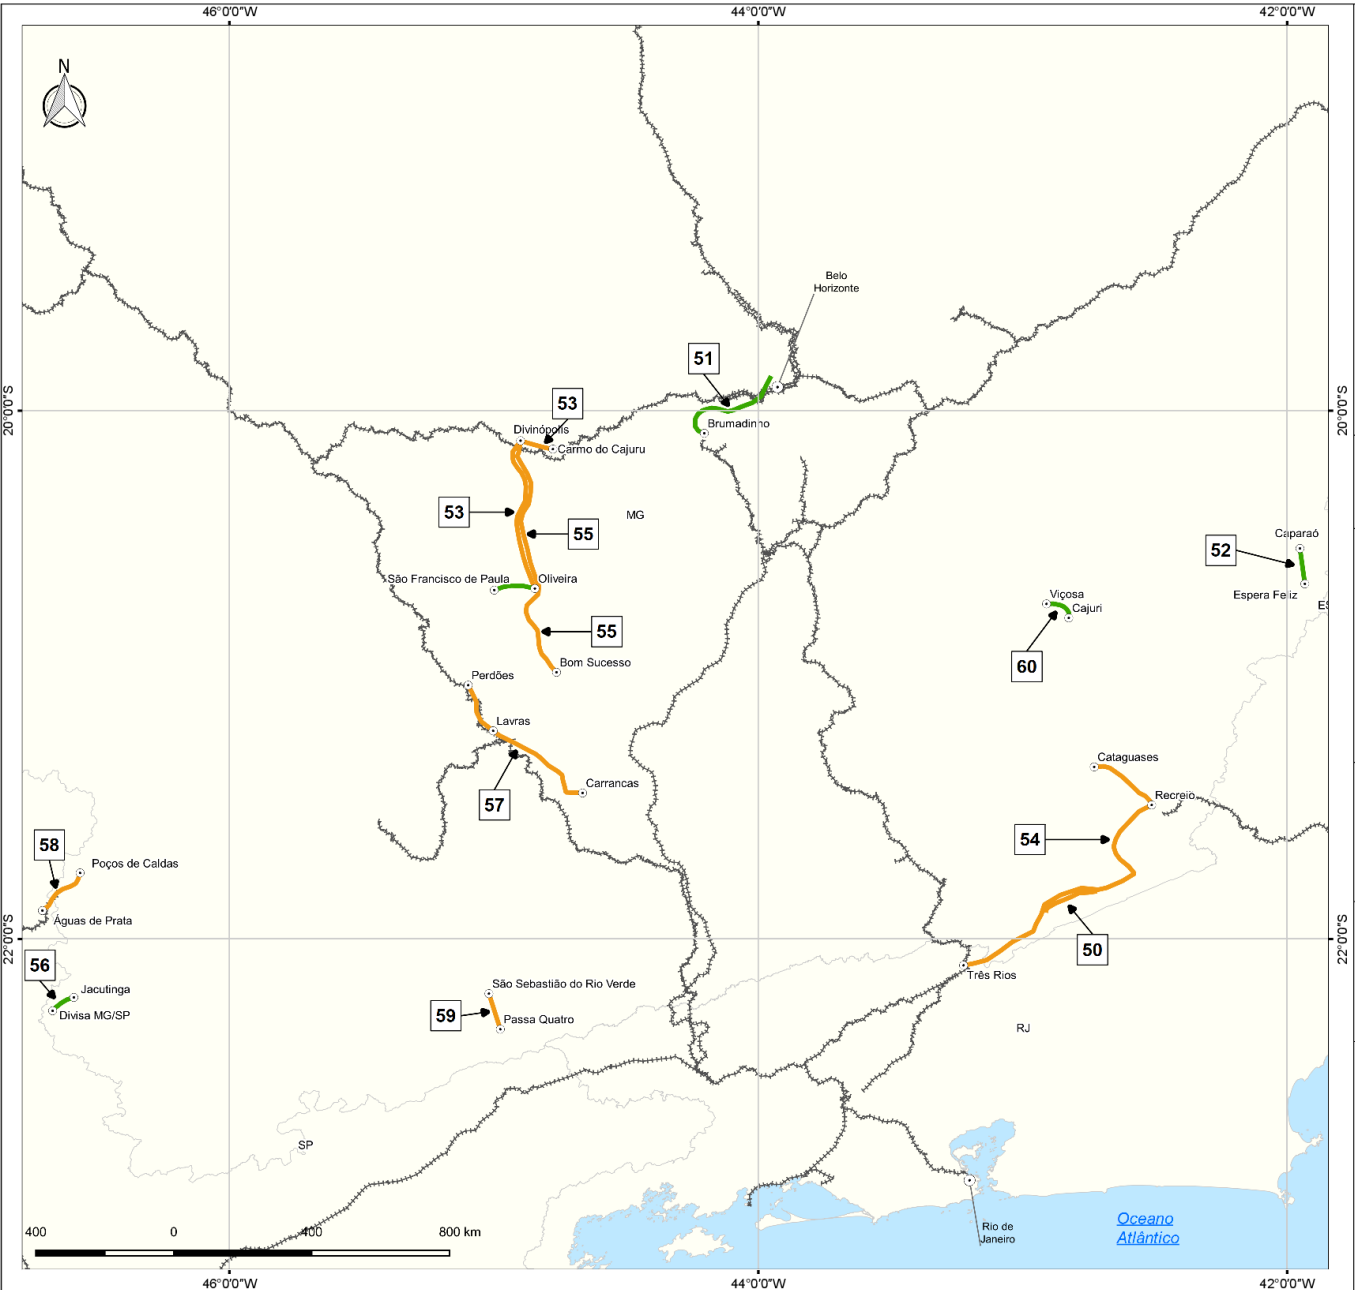 46°0'0"W
44°0'0"W
42°0'0"W
N
Belo
Horizonte
51
53
20°0'0"S
20°0'0"S
Divinópolis
Brumadinho
Carmo do Cajuru
53
MG
55
Caparaó
52
São Francisco de Paula
Oliveira
Viçosa
Espera Feliz
ES
Cajuri
55
60
Bom Sucesso
Perdões
Lavras
Cataguases
Carrancas
Recreio
57
58
54
Poços de Caldas
Águas de Prata
22°0'0"S
22°0'0"S
50
56
Três Rios
São Sebastião do Rio Verde
Jacutinga
Divisa MG/SP
59
Passa Quatro
RJ
SP
Oceano
Atlântico
Rio de
Janeiro
400
0
400
800 km
46°0'0"W
44°0'0"W
42°0'0"W